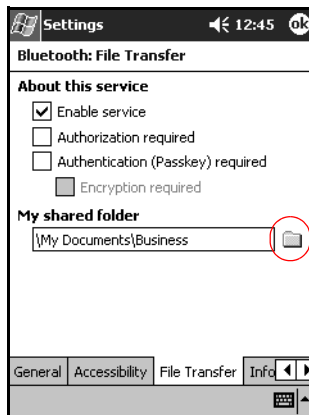 Settings 12:45 ok
Bluetooth: File Transfer
About this service
Enable service
Authorization required
Authentication (Passkey) required
Encryption required
My shared folder
\My Documents\Business
General Accessibility File Transfer Info